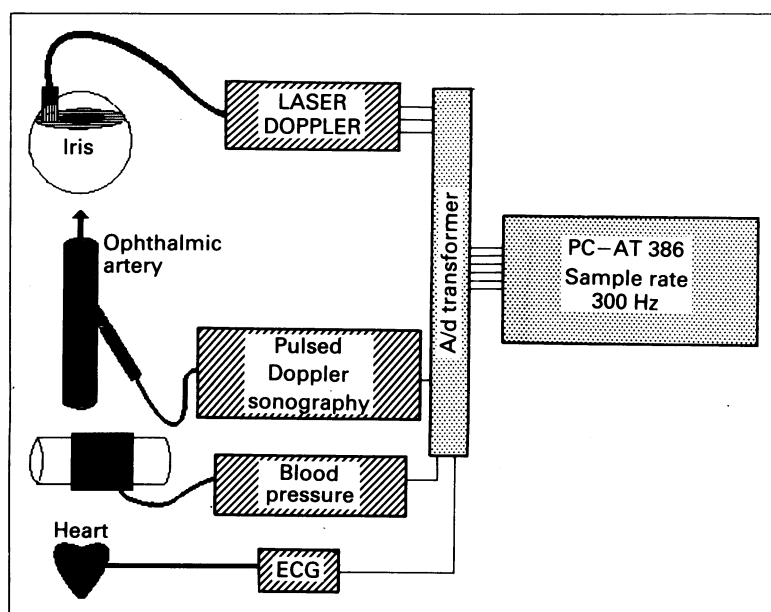 LASER
DOPPLER
Iris
Ophthalmic
artery
A/d transformer
PC-AT 386
Sample rate
300 Hz
Pulsed
Doppler
sonography
Blood
pressure
Heart
ECG